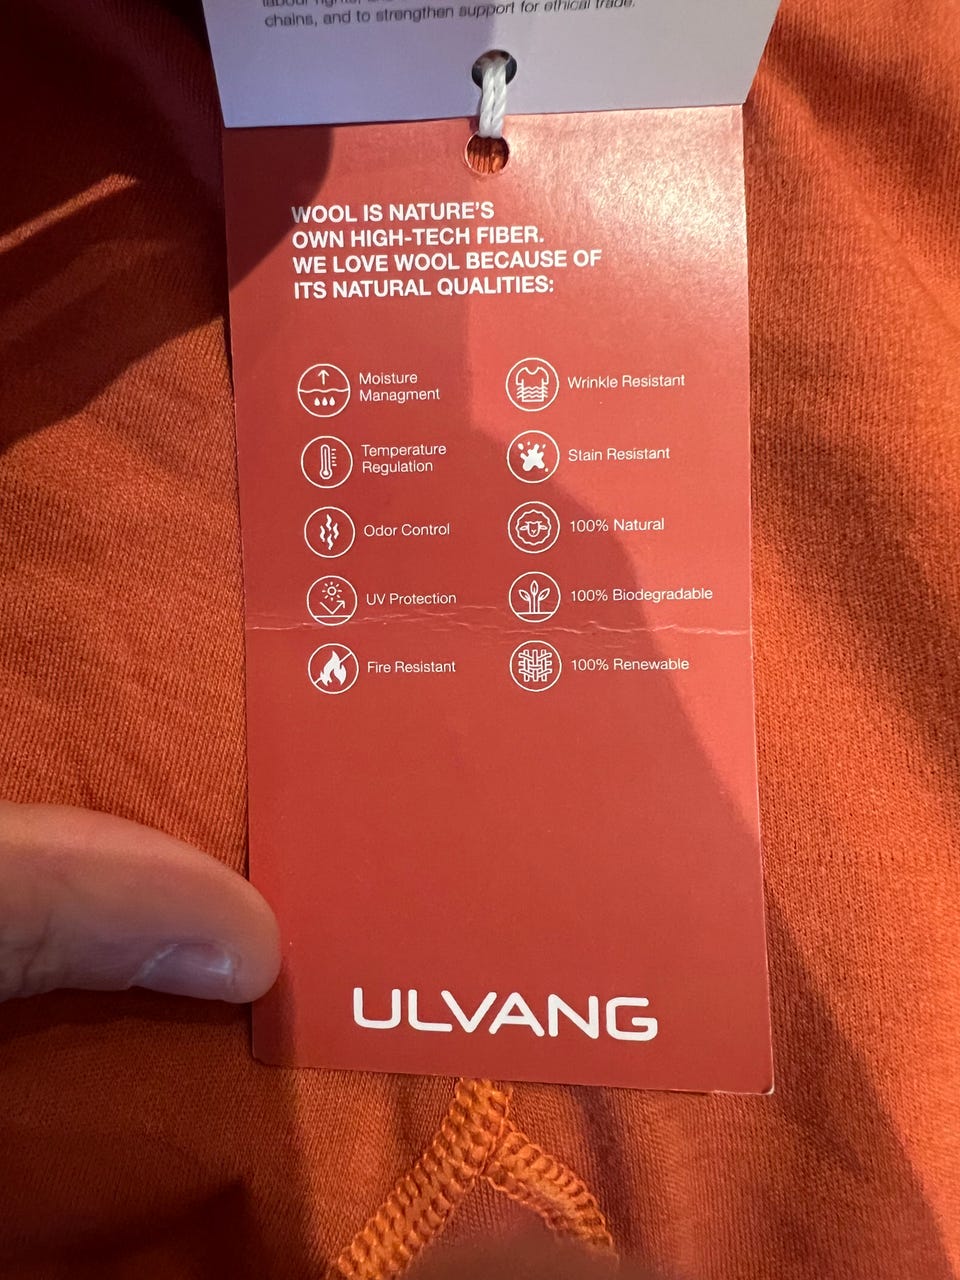 chains, and to strengthen support for ethical trade.
WOOL IS NATURE'S
OWN HIGH-TECH FIBER.
WE LOVE WOOL BECAUSE OF
ITS NATURAL QUALITIES:
Moisture
Managment
Temperature
Regulation
Odor Control
UV Protection
Fire Resistant
Wrinkle Resistant
Stain Resistant
100% Natural
100% Biodegradable
100% Renewable
ULVANG